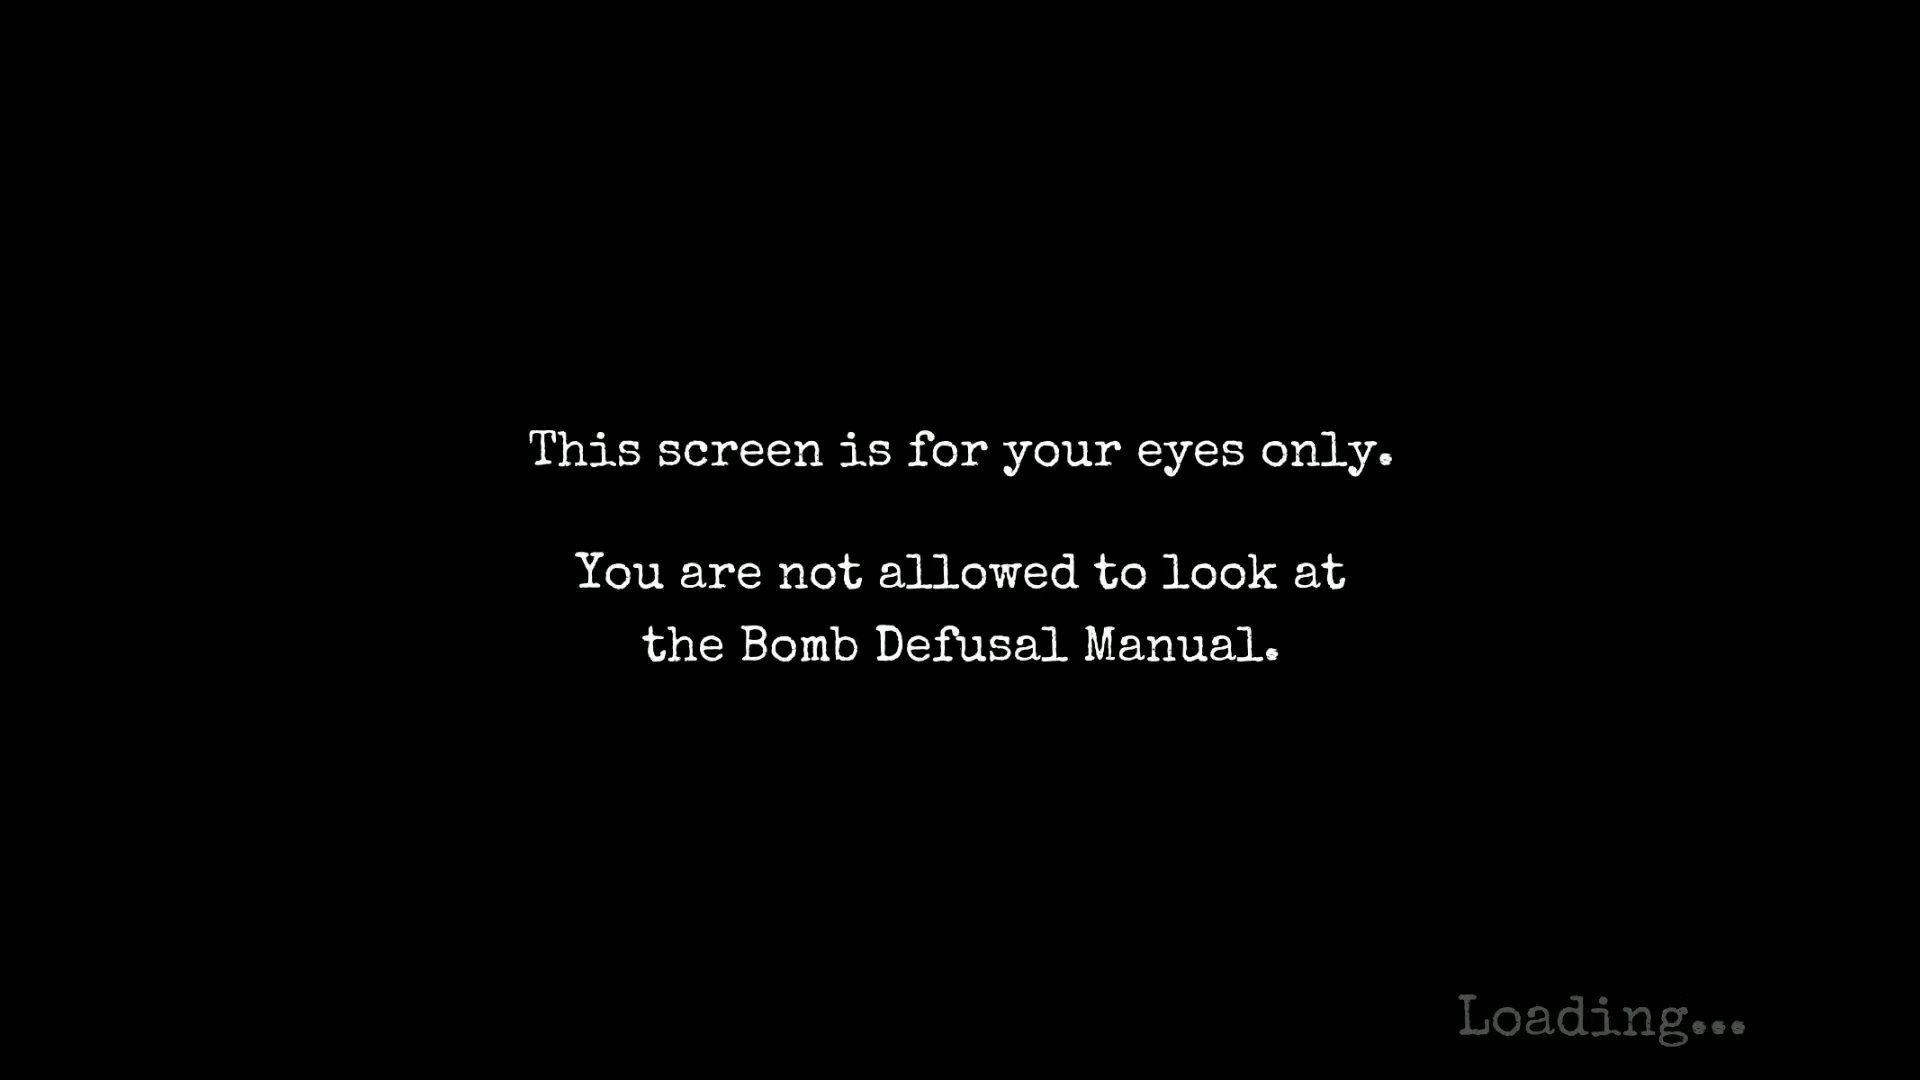 This screen is for your eyes only.
You are not allowed to look at
the Bomb Defusal Manual.
Loading...